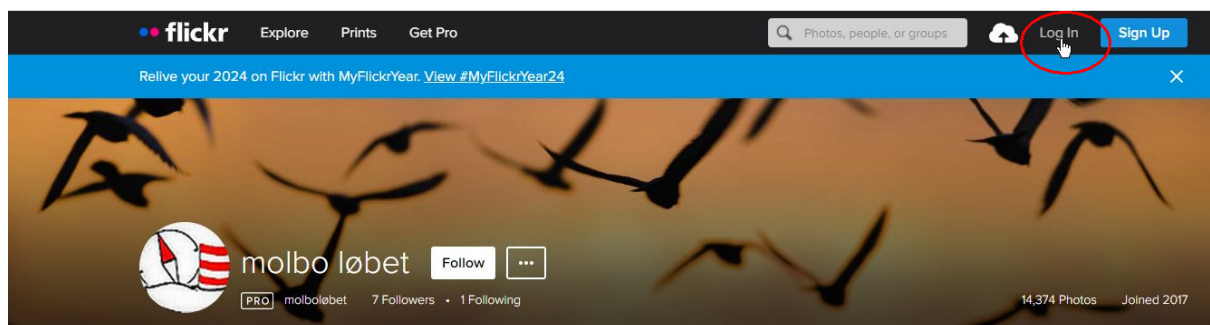 flickr Explore Prints Get Pro Photos, people, or groups Log In Sign Up
Relive your 2024 on Flickr with MyFlickrYear. View #MyFlickrYear24
molbo løbet Follow
PRO molboløbet 7 Followers • 1 Following 14,374 Photos Joined 2017